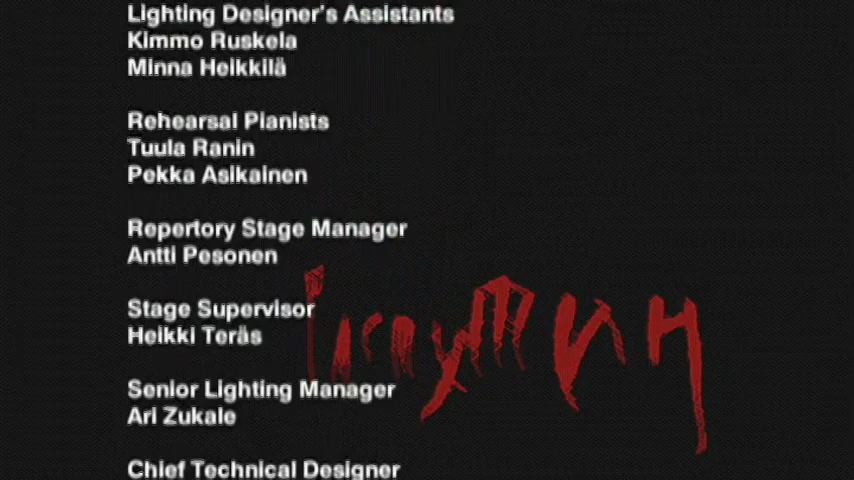 Lighting Designer's Assistants
Kimmo Ruskela
Minna Heikkilä
Rehearsal Pianists
Tuula Ranin
Pekka Asikainen
Repertory Stage Manager
Antti Pesonen
Stage Supervisor
Heikki Teräs
Senior Lighting Manager
Ari Zukale
Chief Technical Designer